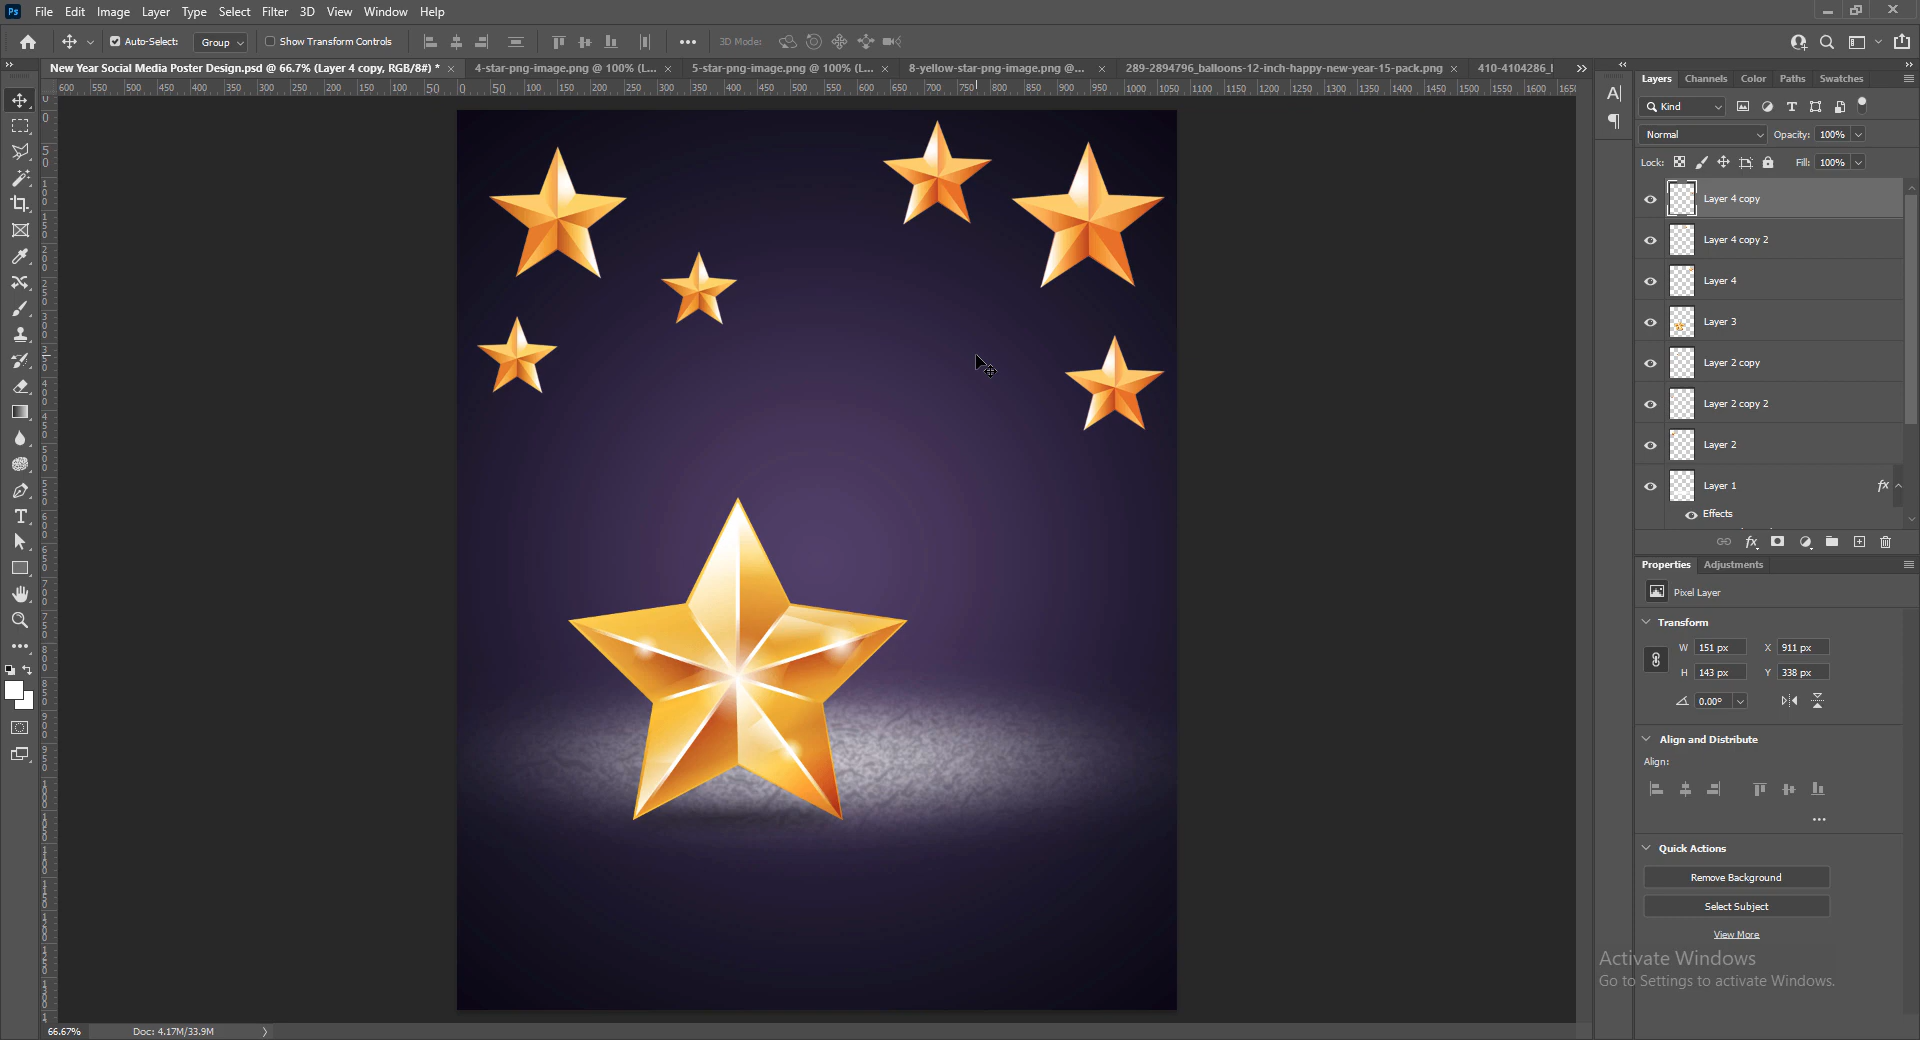 Ps File Edit Image Layer Type Select Filter 3D View Window Help
Auto-Select: Group Show Transform Controls 3D Mode:
New Year Social Media Poster Design.psd @ 66.7% (Layer 4 copy, RGB/8#) * × 4-star-png-image.png @ 100% (L... × 5-star-png-image.png @ 100% (L... × 8-yellow-star-png-image.png @... × 289-2894796_balloons-12-inch-happy-new-year-15-pack.png ×
Layers Channels Color Paths Swatches
Kind
Normal Opacity: 100%
Lock: Fill: 100%
Layer 4 copy
Layer 4 copy 2
Layer 4
Layer 3
Layer 2 copy
Layer 2 copy 2
Layer 2
Layer 1 fx
Effects
Properties Adjustments
Pixel Layer
Transform
W 151 px X 911 px
H 143 px Y 338 px
0.00°
Align and Distribute
Align:
Quick Actions
Remove Background
Select Subject
View More
Activate Windows
Go to Settings to activate Windows.
66.67% Doc: 4.17M/33.9M